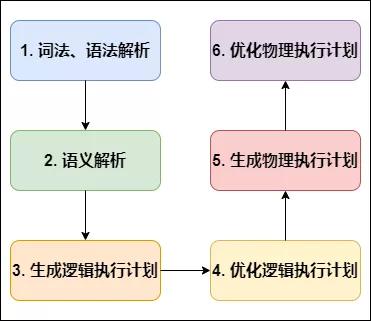 1. 词法、语法解析
2. 语义解析
3. 生成逻辑执行计划
4. 优化逻辑执行计划
5. 生成物理执行计划
6. 优化物理执行计划